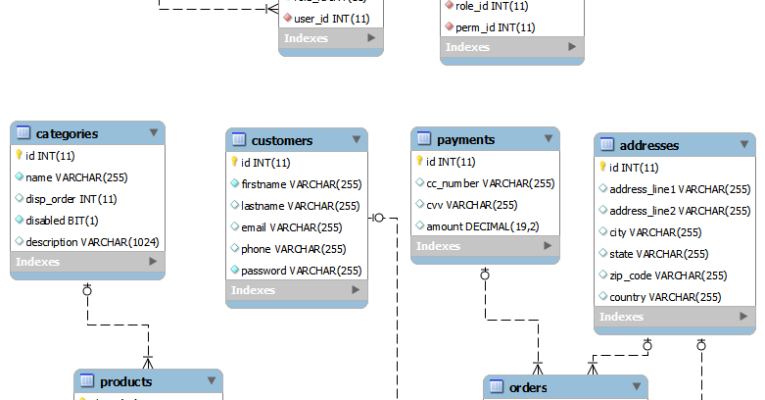 user_id INT(11)
Indexes
role_id INT(11)
perm_id INT(11)
Indexes
categories
id INT(11)
name VARCHAR(255)
disp_order INT(11)
disabled BIT(1)
description VARCHAR(1024)
Indexes
customers
id INT(11)
firstname VARCHAR(255)
lastname VARCHAR(255)
email VARCHAR(255)
phone VARCHAR(255)
password VARCHAR(255)
Indexes
payments
id INT(11)
cc_number VARCHAR(255)
cvv VARCHAR(255)
amount DECIMAL(19,2)
Indexes
addresses
id INT(11)
address_line1 VARCHAR(255)
address_line2 VARCHAR(255)
city VARCHAR(255)
state VARCHAR(255)
zip_code VARCHAR(255)
country VARCHAR(255)
Indexes
products
orders